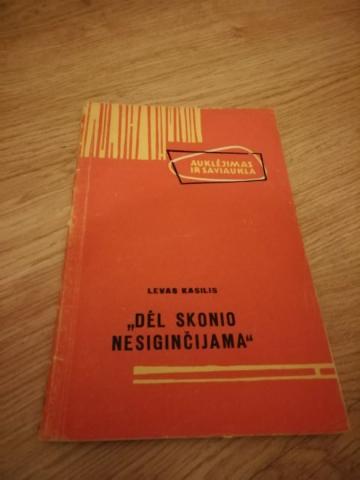 AUKLĖJIMAS
IR SAVIAUKLA
LEVAS KASILIS
„DĖL SKONIO
NESIGINČIJAMA“